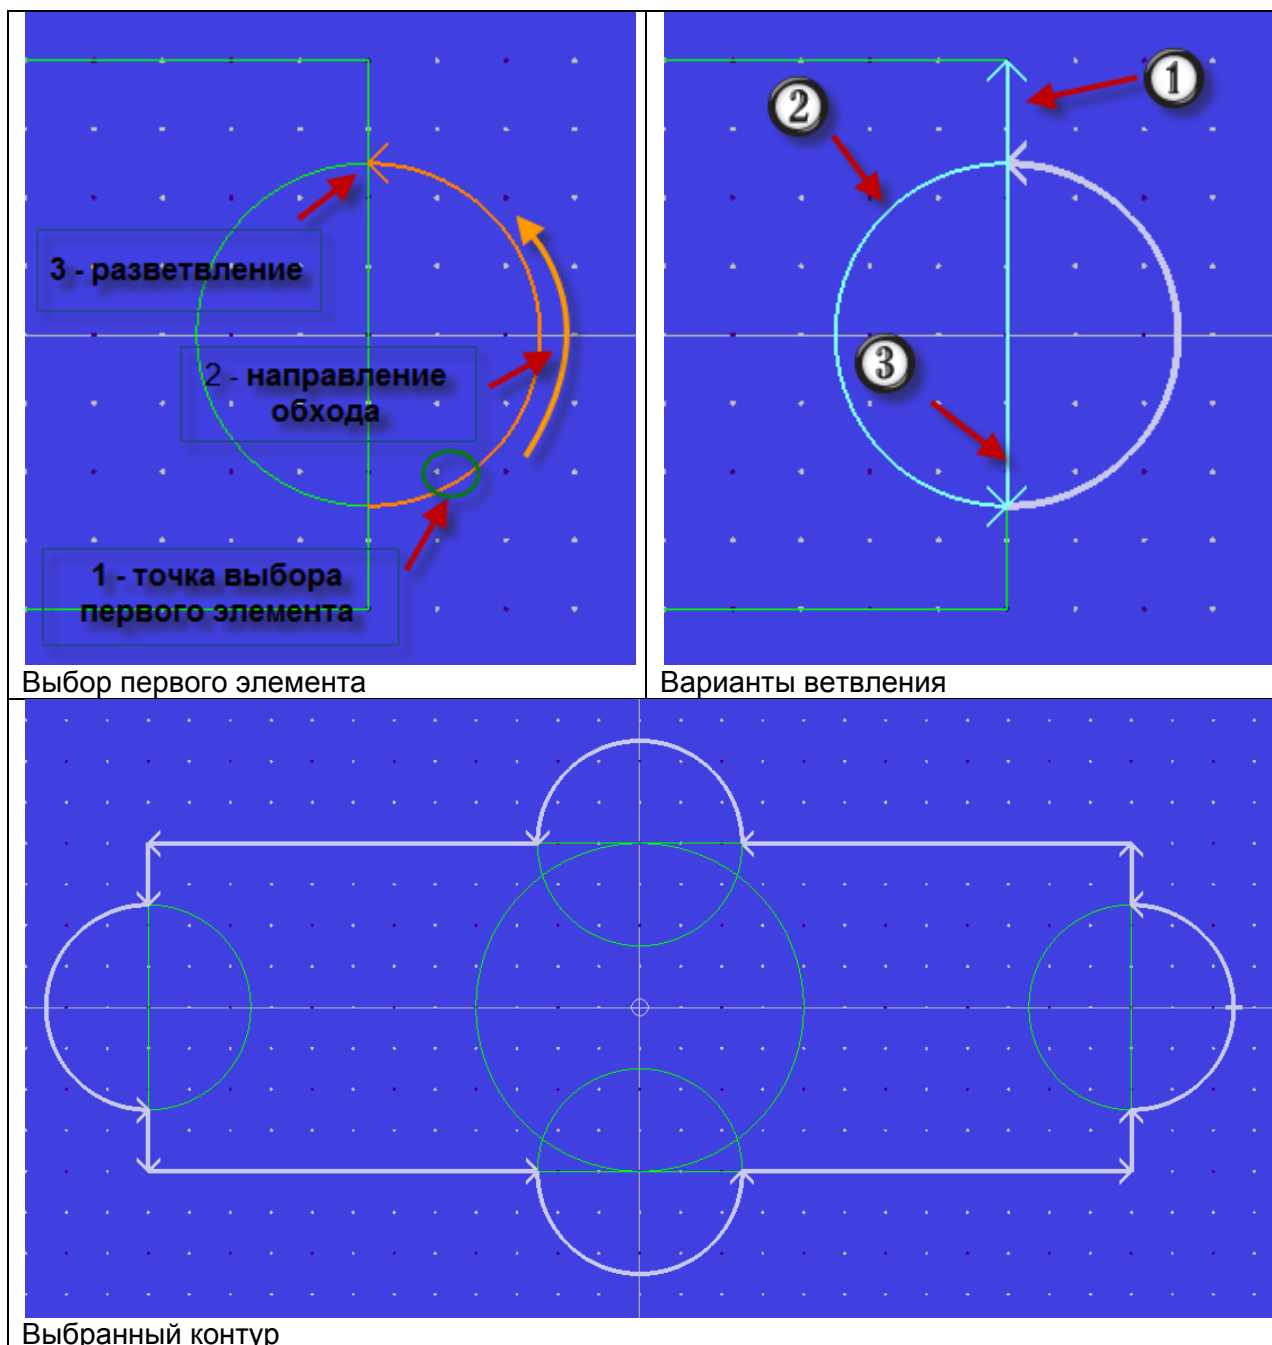 3 - разветвление
2 - направление
обхода
1 - точка выбора
первого элемента
Выбор первого элемента
1
2
3
Варианты ветвления
Выбранный контур